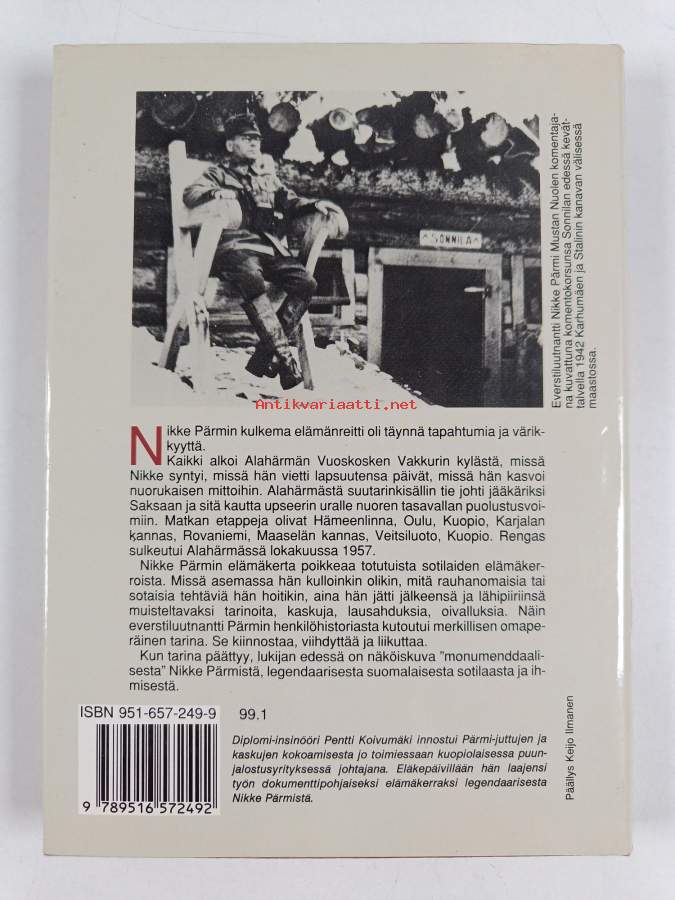 SONNILA
Everstiluutnantti Nikke Pärmi Mustan Nuolen komentaja-
na kuvattuna komentokorsunsa Sonnilan edessä kevät-
talvella 1942 Karhumäen ja Stalinin kanavan välisessä
maastossa.
Antikvariaatti.net
Nikke Pärmin kulkema elämänreitti oli täynnä tapahtumia ja värik-
kyyttä.
Kaikki alkoi Alahärmän Vuoskosken Vakkurin kylästä, missä
Nikke syntyi, missä hän vietti lapsuutensa päivät, missä hän kasvoi
nuorukaisen mittoihin. Alahärmästä suutarinkisällin tie johti jääkäriksi
Saksaan ja sitä kautta upseerin uralle nuoren tasavallan puolustusvoi-
miin. Matkan etappeja olivat Hämeenlinna, Oulu, Kuopio, Karjalan
kannas, Rovaniemi, Maaselän kannas, Veitsiluoto, Kuopio. Rengas
sulkeutui Alahärmässä lokakuussa 1957.
Nikke Pärmin elämäkerta poikkeaa totutuista sotilaiden elämäker-
roista. Missä asemassa hän kulloinkin olikin, mitä rauhanomaisia tai
sotaisia tehtäviä hän hoitikin, aina hän jätti jälkeensä ja lähipiiriinsä
muisteltavaksi tarinoita, kaskuja, lausahduksia, oivalluksia. Näin
everstiluutnantti Pärmin henkilöhistoriasta kutoutui merkillisen omape-
räinen tarina. Se kiinnostaa, viihdyttää ja liikuttaa.
Kun tarina päättyy, lukijan edessä on näköiskuva "monumenddaali-
sesta" Nikke Pärmistä, legendaarisesta suomalaisesta sotilaasta ja ih-
misestä.
ISBN 951-657-249-9
99.1
9 789516 572492
Diplomi-insinööri Pentti Koivumäki innostui Pärmi-juttujen ja
kaskujen kokoamisesta jo toimiessaan kuopiolaisessa puun-
jalostusyrityksessä johtajana. Eläkepäivillään hän laajensi
työn dokumenttipohjaiseksi elämäkerraksi legendaarisesta
Nikke Pärmistä.
Päällys Keijo Ilmanen